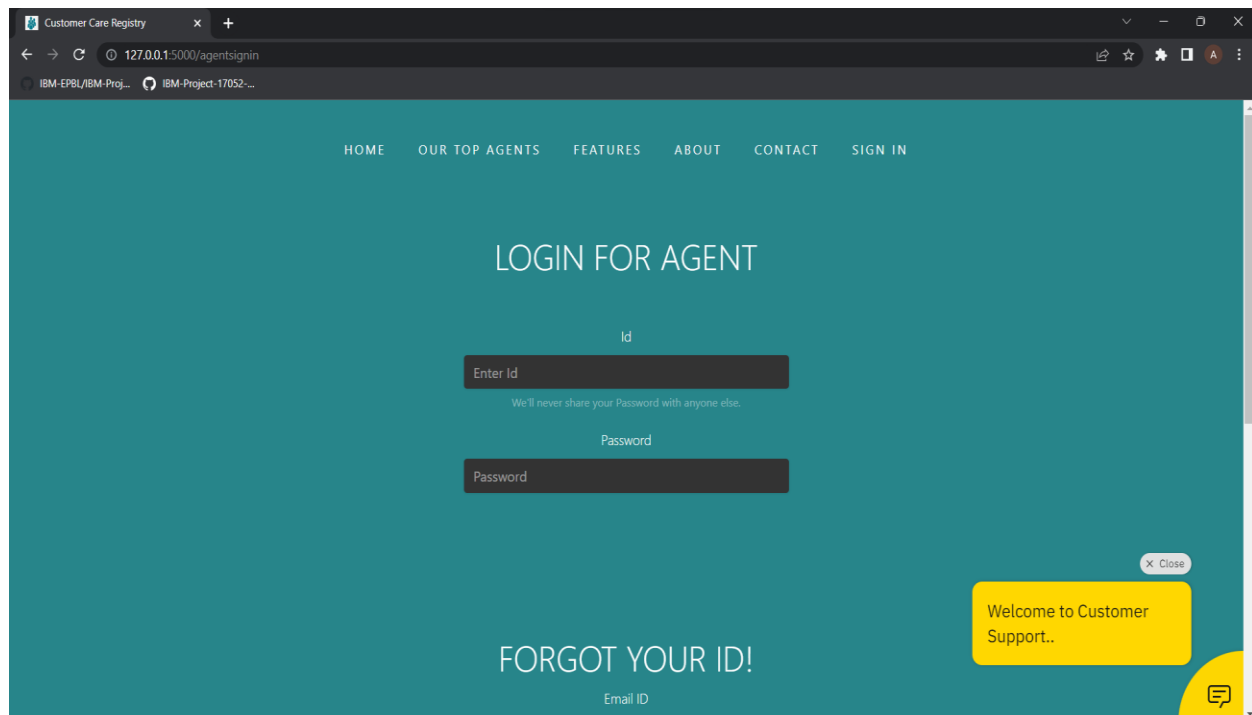 Customer Care Registry
127.0.0.1:5000/agentsignin
A
IBM-EPBL/IBM-Proj... IBM-Project-17052-...
HOME OUR TOP AGENTS FEATURES ABOUT CONTACT SIGN IN
LOGIN FOR AGENT
Id
Enter Id
We'll never share your Password with anyone else.
Password
Password
Close
Welcome to Customer
Support..
FORGOT YOUR ID!
Email ID